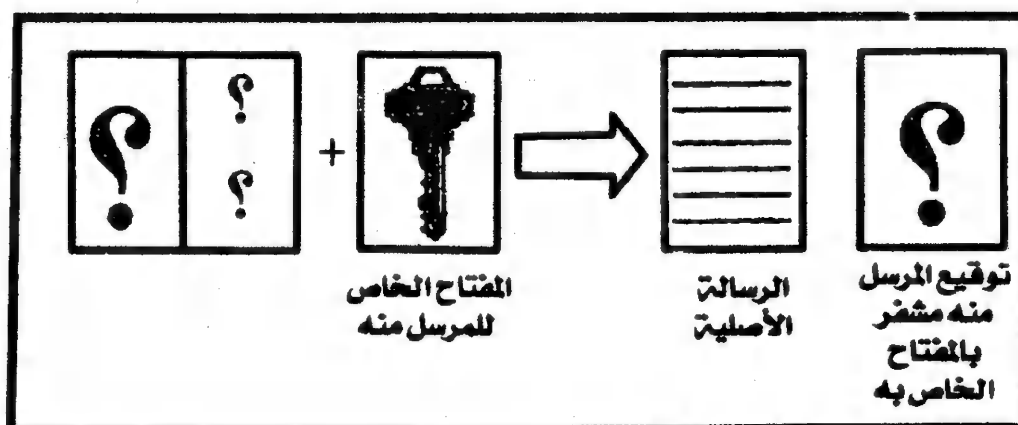 ؟
؟
؟
+
؟
المفتاح الخاص
للمرسل منه
الرسالة
الأصلية
توقيع المرسل
منه مشفر
بالمفتاح
الخاص به